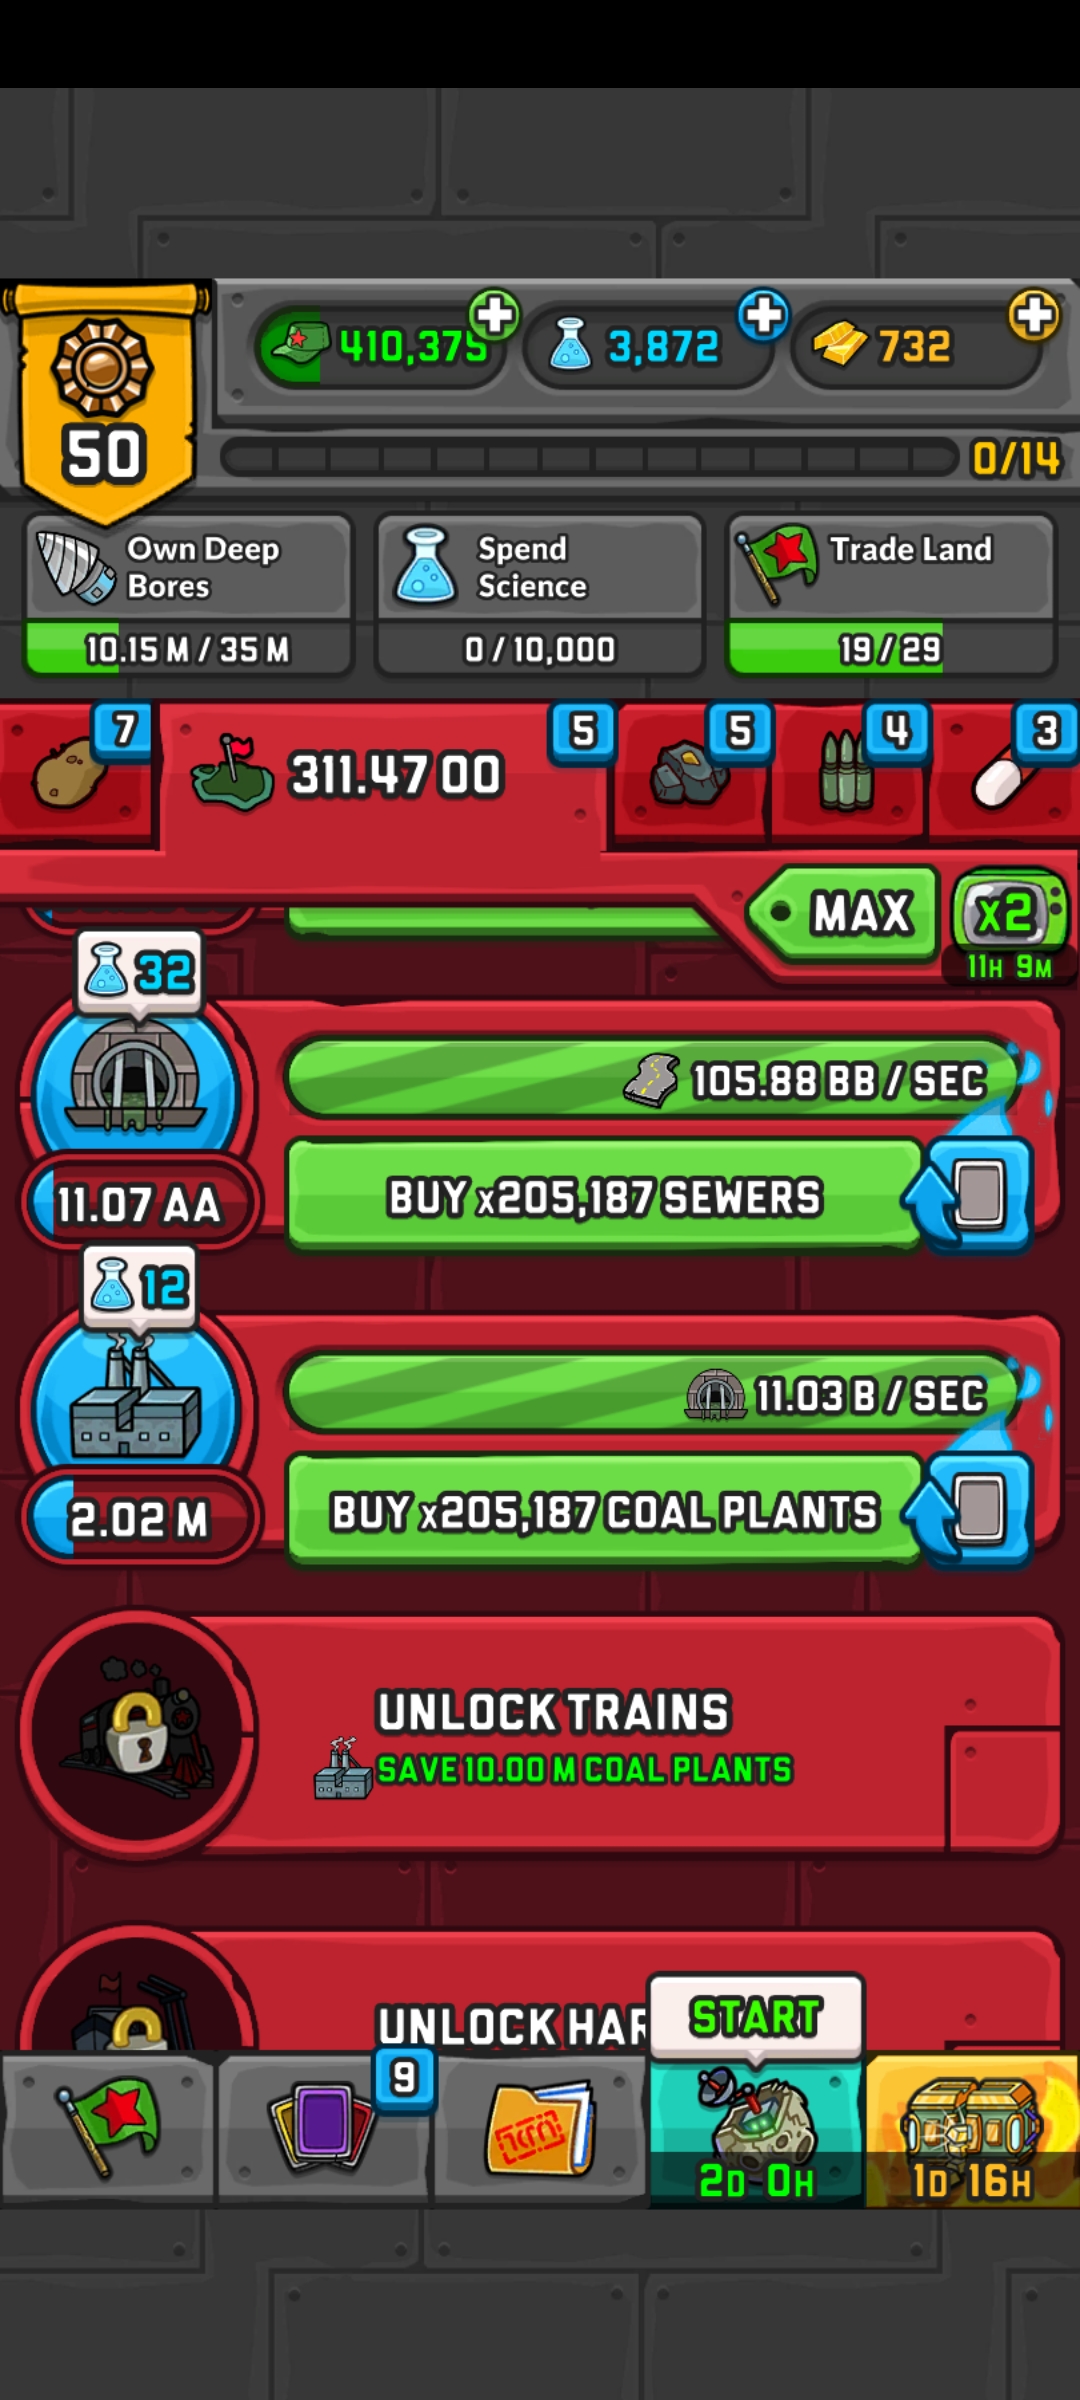 410,375
3,872
732
50
0/14
Own Deep Bores
10.15 M / 35 M
Spend Science
0 / 10,000
Trade Land
19 / 29
7
311.47 OO
5
5
4
3
MAX
x2
11H 9M
32
105.88 BB / SEC
11.07 AA
BUY x205,187 SEWERS
12
11.03 B / SEC
2.02 M
BUY x205,187 COAL PLANTS
UNLOCK TRAINS
SAVE 10.00 M COAL PLANTS
UNLOCK HAR
START
9
2D 0H
1D 16H